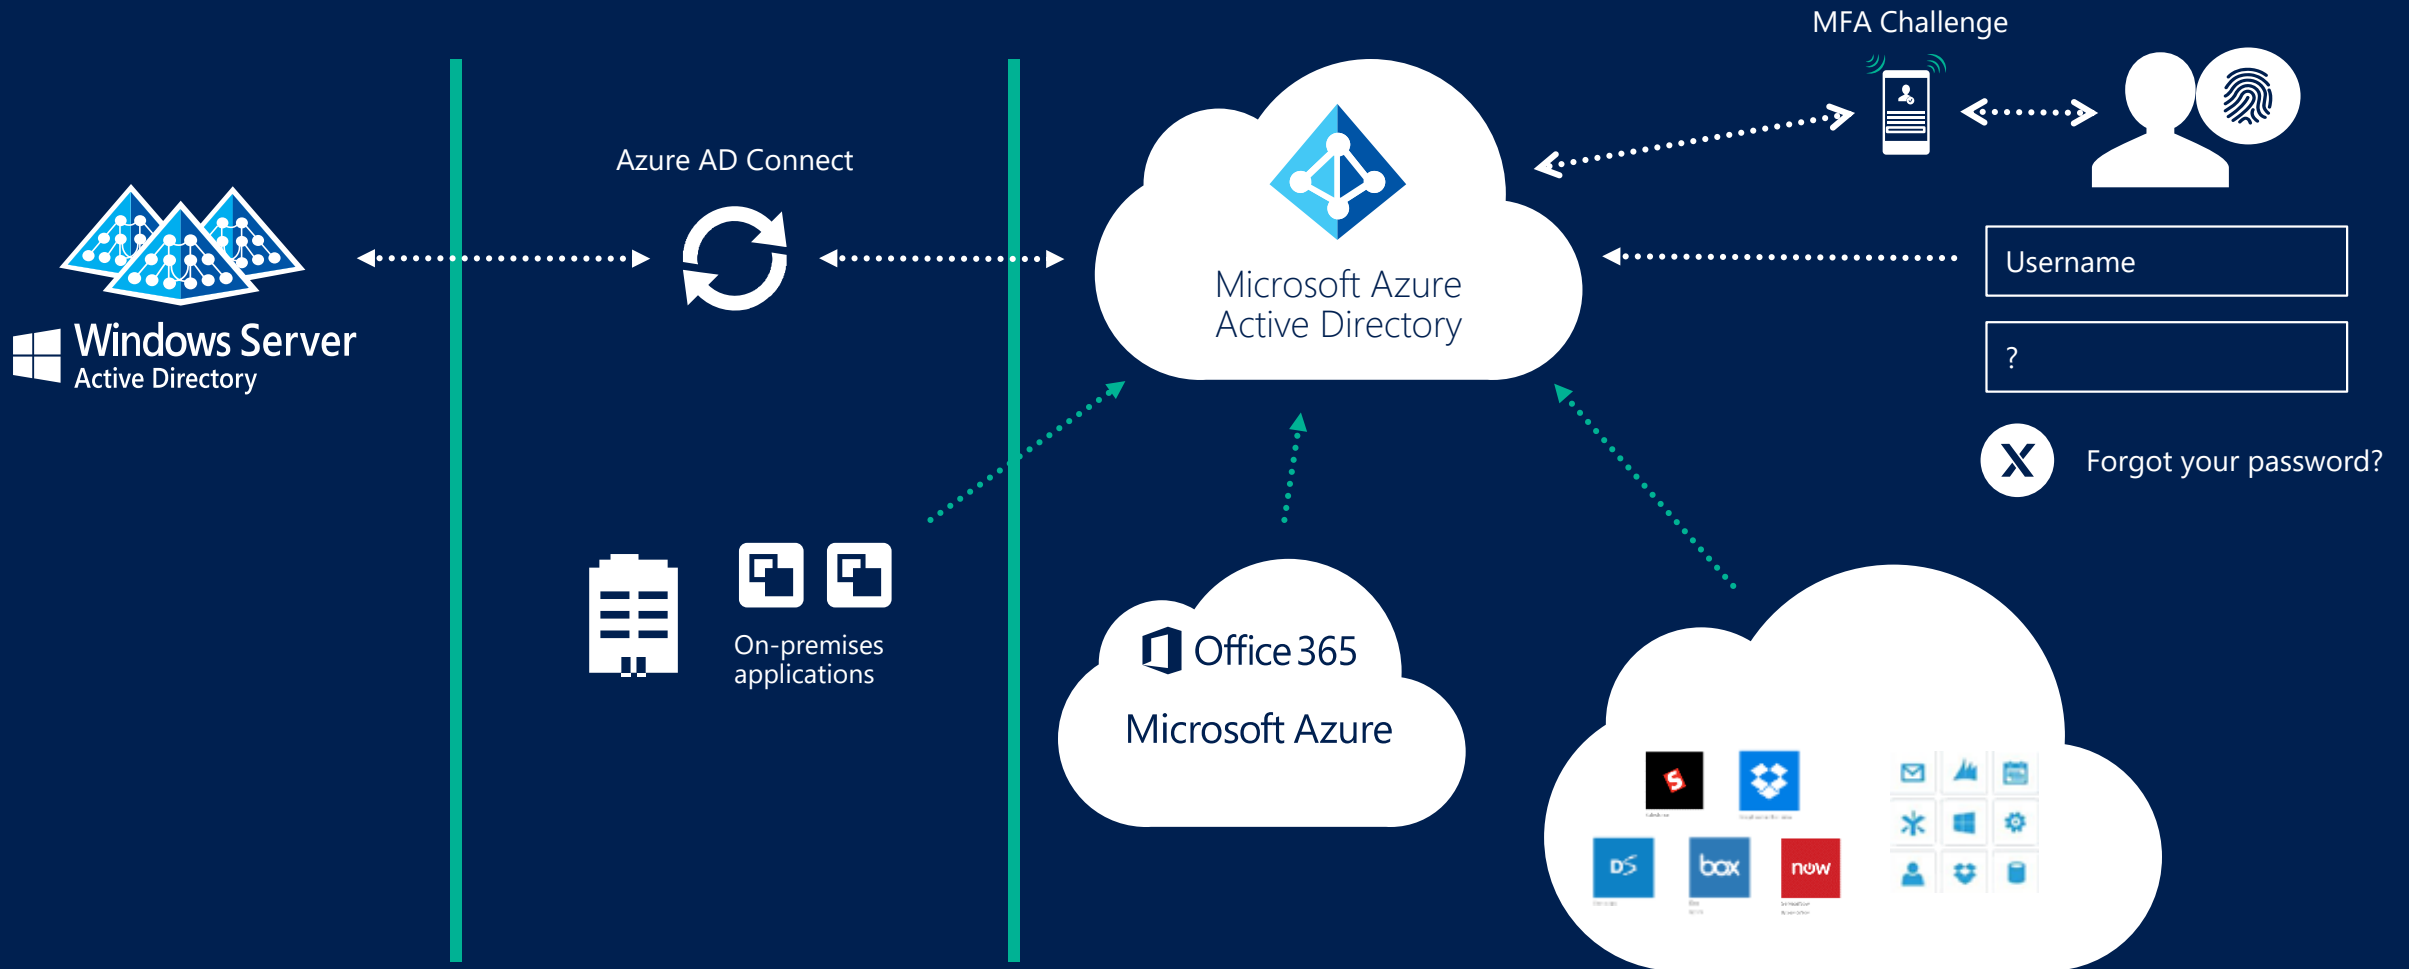 MFA Challenge
Azure AD Connect
Windows Server
Active Directory
Microsoft Azure
Active Directory
Username
?
X
Forgot your password?
On-premises
applications
Office 365
Microsoft Azure
S
DS
box
now